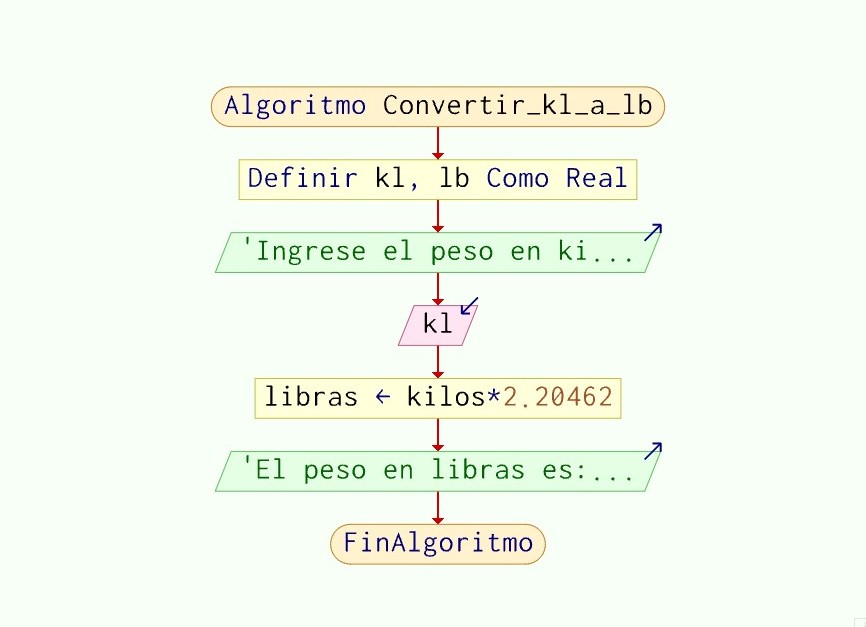 Algoritmo Convertir_kl_a_lb
Definir kl, lb Como Real
'Ingrese el peso en ki...
kl
libras ← kilos*2.20462
'El peso en libras es:...
FinAlgoritmo